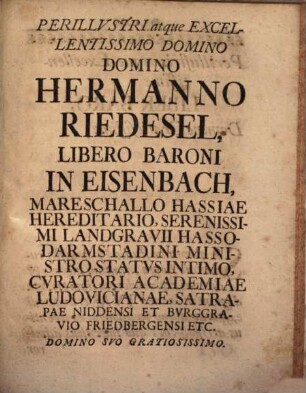 PERILLVSTRI atque EXCEL-
LENTISSIMO DOMINO
DOMINO
HERMANNO
RIEDESEL,
LIBERO BARONI
IN EISENBACH,
MARESCHALLO HASSIAE
HEREDITARIO, SERENISSI-
MI LANDGRAVII HASSO-
DARMSTADINI MINI-
STRO STATVS INTIMO,
CVRATORI ACADEMIAE
LUDOVICIANAE, SATRA-
PAE NIDDENSI ET BVRGGRA-
VIO FRIEDBERGENSI ETC.
DOMINO SVO GRATIOSISSIMO.